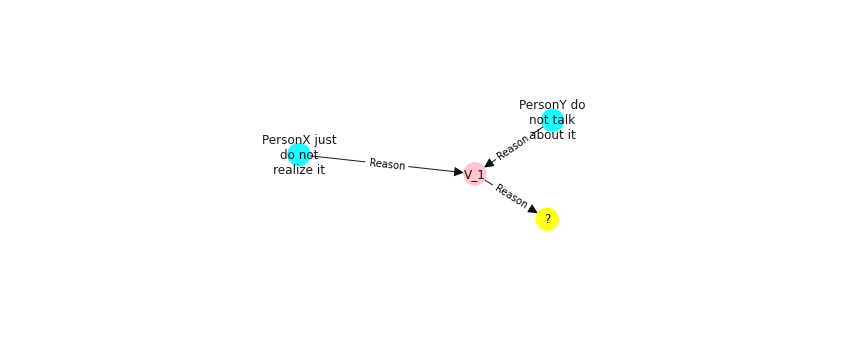 PersonY do
not talk
about it
PersonX just
do not
realize it
Reason
Reason
V_1
Reason
?